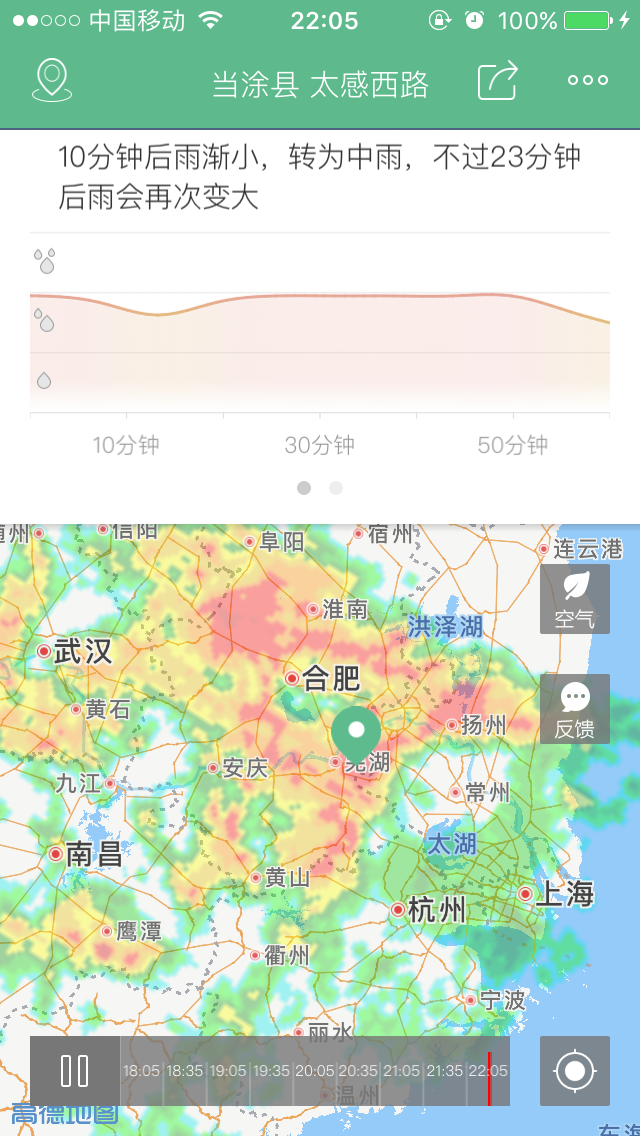 中国移动 22:05 100%
当涂县 太感西路
10分钟后雨渐小，转为中雨，不过23分钟
后雨会再次变大
10分钟 30分钟 50分钟
信阳
宿州
阜阳
连云港
空气
淮南
洪泽湖
武汉
合肥
黄石
扬州
反馈
芜湖
安庆
九江
常州
太湖
南昌
黄山
上海
杭州
鹰潭
衢州
宁波
丽水
18:05 18:35 19:05 19:35 20:05 20:35 21:05 21:35 22:05
温州
高德地图
东海